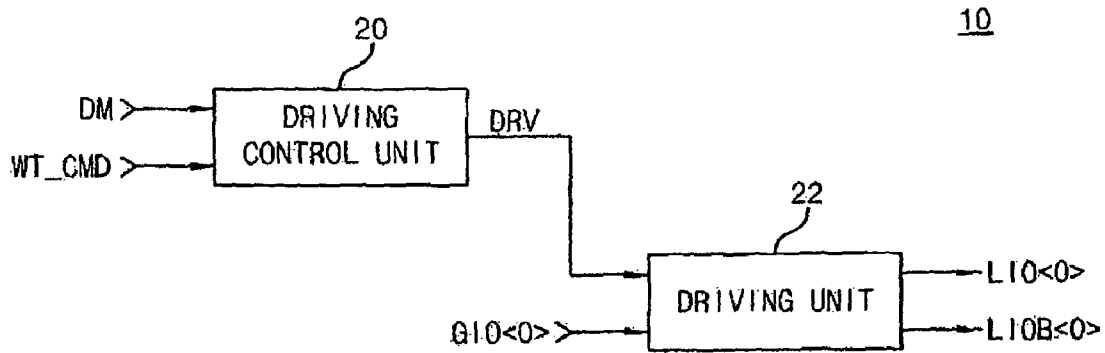 10
20
DM
WT_CMD
DRIVING
CONTROL UNIT
DRV
22
GIO<0>
DRIVING UNIT
LIO<0>
LIOB<0>